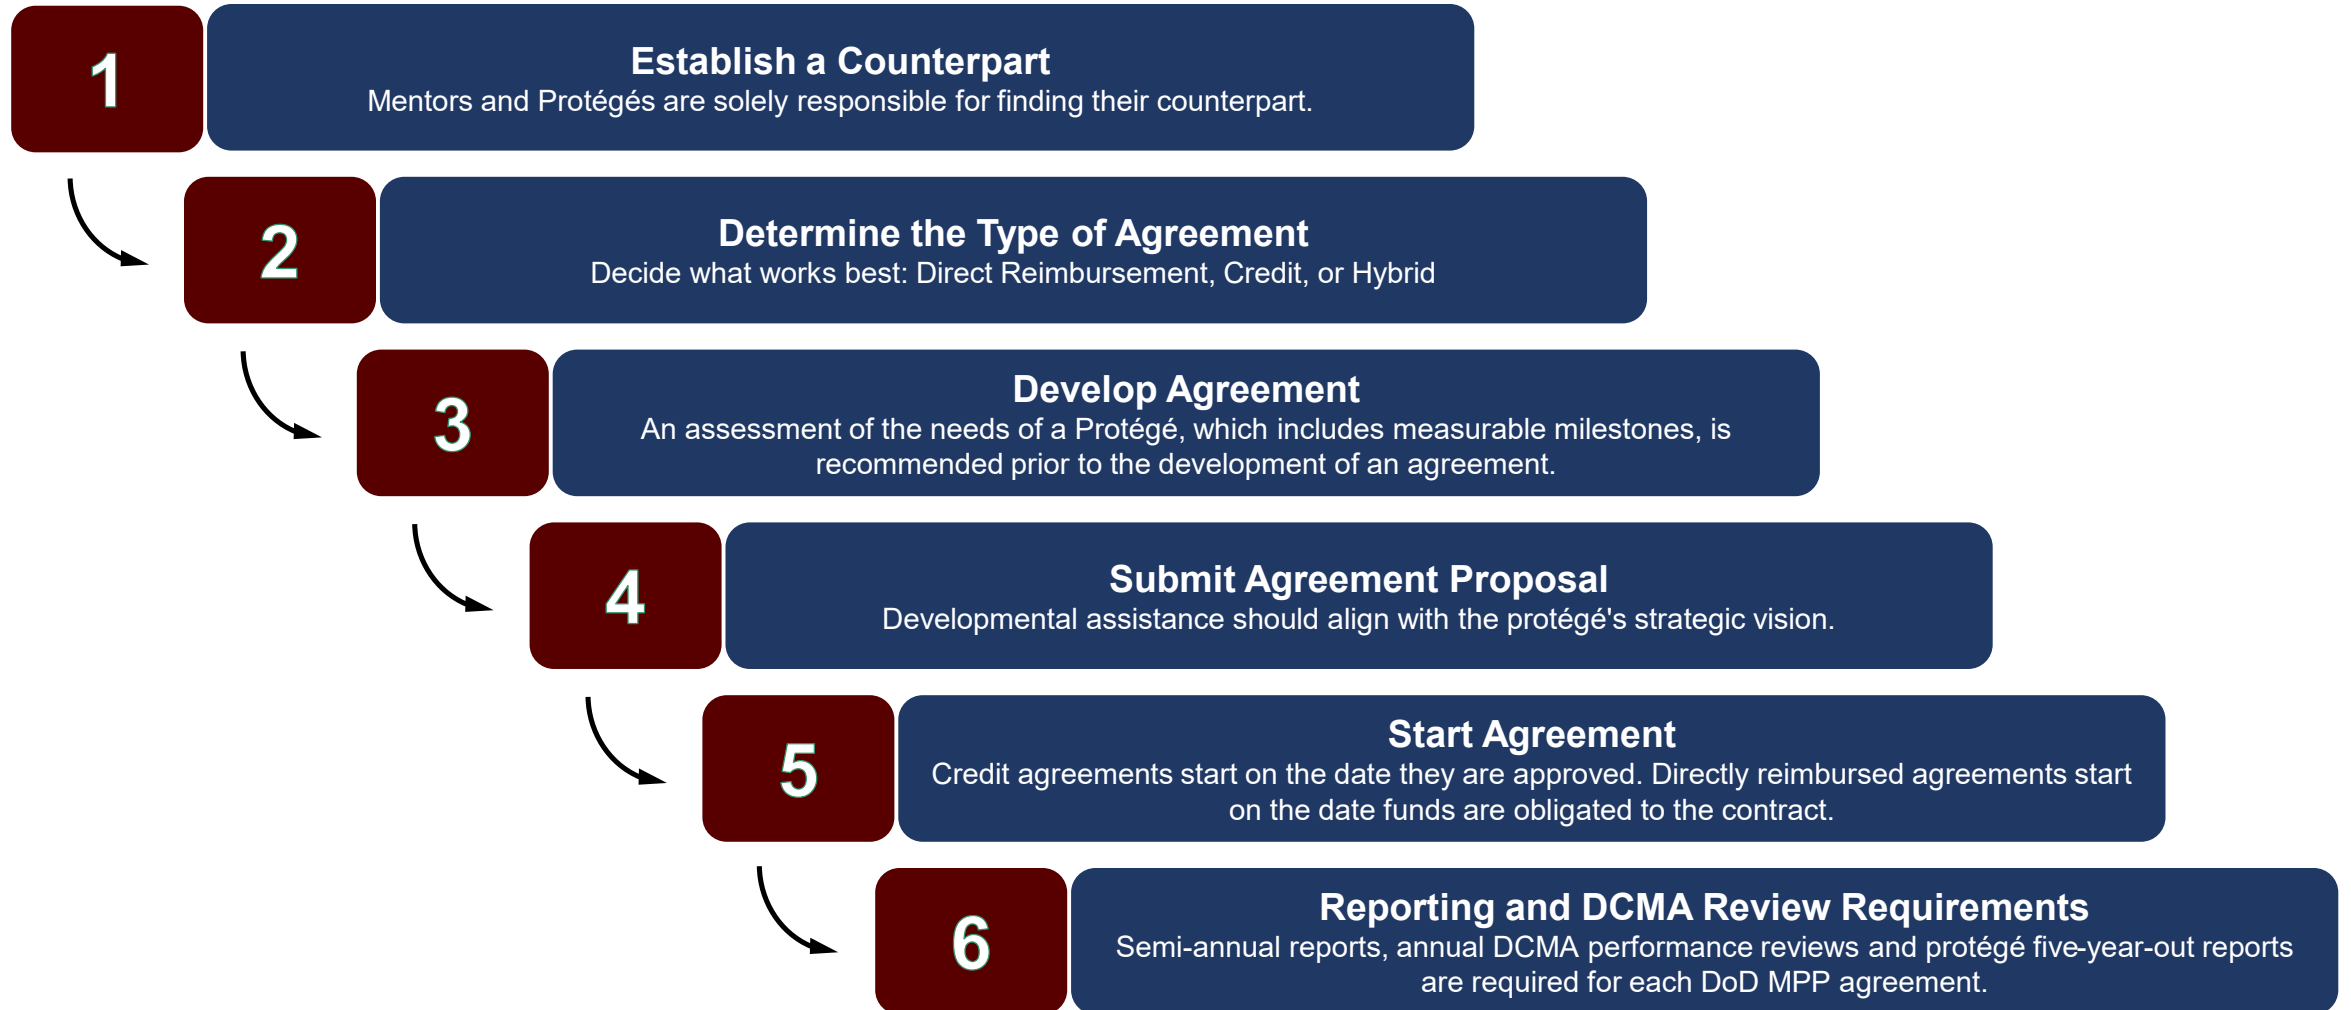 1
Establish a Counterpart
Mentors and Protégés are solely responsible for finding their counterpart.
2
Determine the Type of Agreement
Decide what works best: Direct Reimbursement, Credit, or Hybrid
3
Develop Agreement
An assessment of the needs of a Protégé, which includes measurable milestones, is
recommended prior to the development of an agreement.
4
Submit Agreement Proposal
Developmental assistance should align with the protégé's strategic vision.
5
Start Agreement
Credit agreements start on the date they are approved. Directly reimbursed agreements start
on the date funds are obligated to the contract.
6
Reporting and DCMA Review Requirements
Semi-annual reports, annual DCMA performance reviews and protégé five-year-out reports
are required for each DoD MPP agreement.